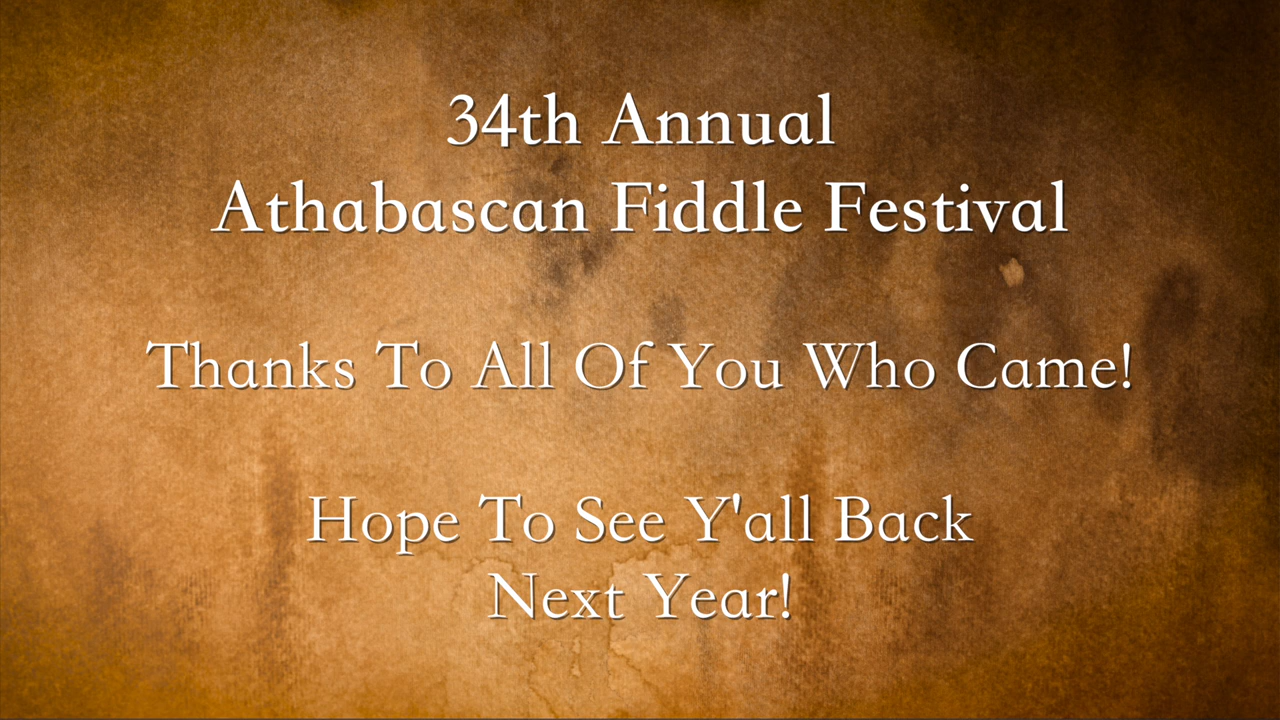 34th Annual
Athabascan Fiddle Festival
Thanks To All Of You Who Came!
Hope To See Y'all Back
Next Year!